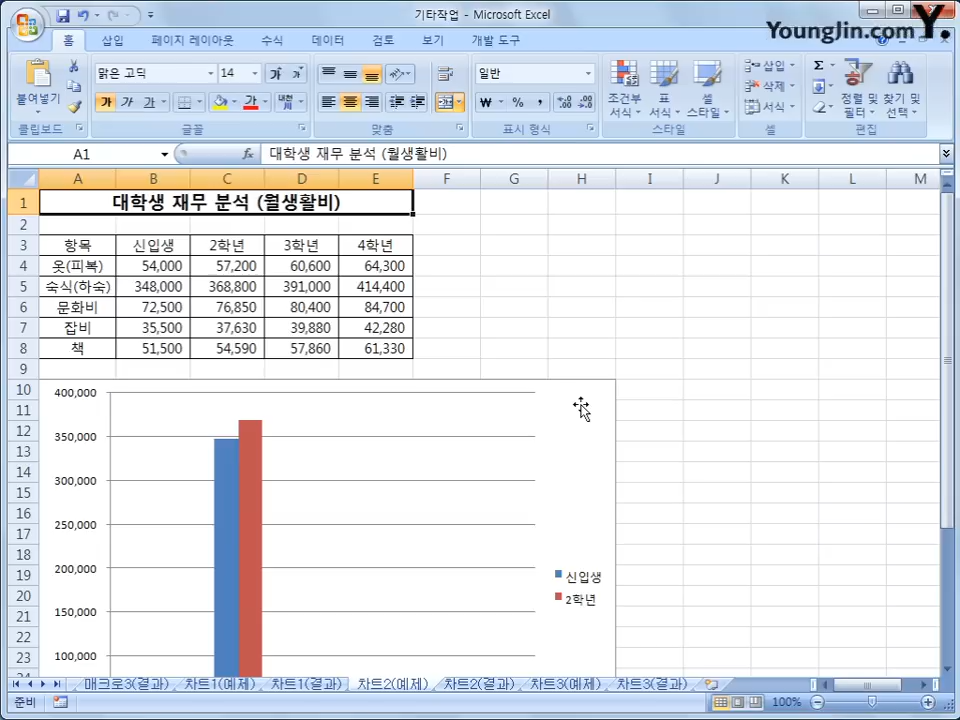 기타작업 - Microsoft Excel
YoungJin.com Y.
홈 삽입 페이지 레이아웃 수식 데이터 검토 보기 개발 도구
붙여넣기
클립보드
맑은 고딕 14
가 가 가 가
글꼴
맞춤
일반
₩ % ,
표시 형식
조건부 서식
표 서식
셀 스타일
스타일
삽입
삭제
서식
셀
Σ
정렬 및 필터
찾기 및 선택
편집
A1 fx 대학생 재무 분석 (월생활비)
A B C D E F G H I J K L M
1 대학생 재무 분석 (월생활비)
2
3 항목 신입생 2학년 3학년 4학년
4 옷(피복) 54,000 57,200 60,600 64,300
5 숙식(하숙) 348,000 368,800 391,000 414,400
6 문화비 72,500 76,850 80,400 84,700
7 잡비 35,500 37,630 39,880 42,280
8 책 51,500 54,590 57,860 61,330
9
10 400,000
11
12 350,000
13
14 300,000
15
16 250,000
17
18
19 200,000 신입생
20 2학년
21 150,000
22
23 100,000
24
매크로3(결과) 차트1(예제) 차트1(결과) 차트2(예제) 차트2(결과) 차트3(예제) 차트3(결과)
준비 100%